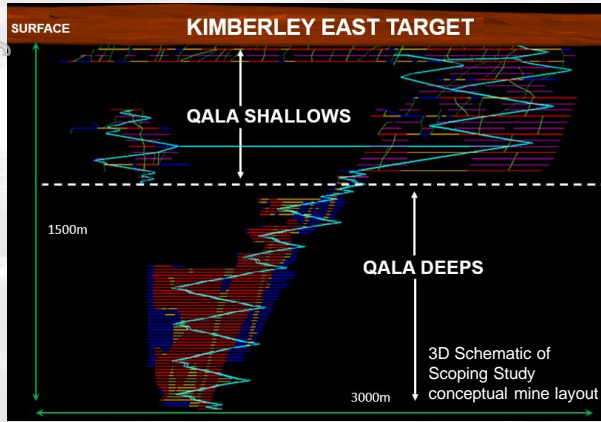 SURFACE
KIMBERLEY EAST TARGET
QALA SHALLOWS
1500m
QALA DEEPS
3D Schematic of
Scoping Study
conceptual mine layout
3000m